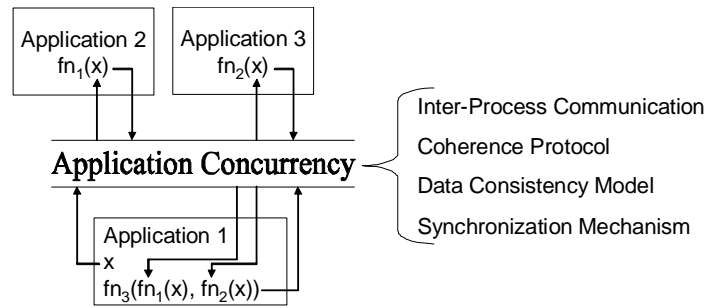 Application 2
fn₁(x)
Application 3
fn₂(x)
Application Concurrency
Inter-Process Communication
Coherence Protocol
Data Consistency Model
Synchronization Mechanism
Application 1
x
fn₃(fn₁(x), fn₂(x))